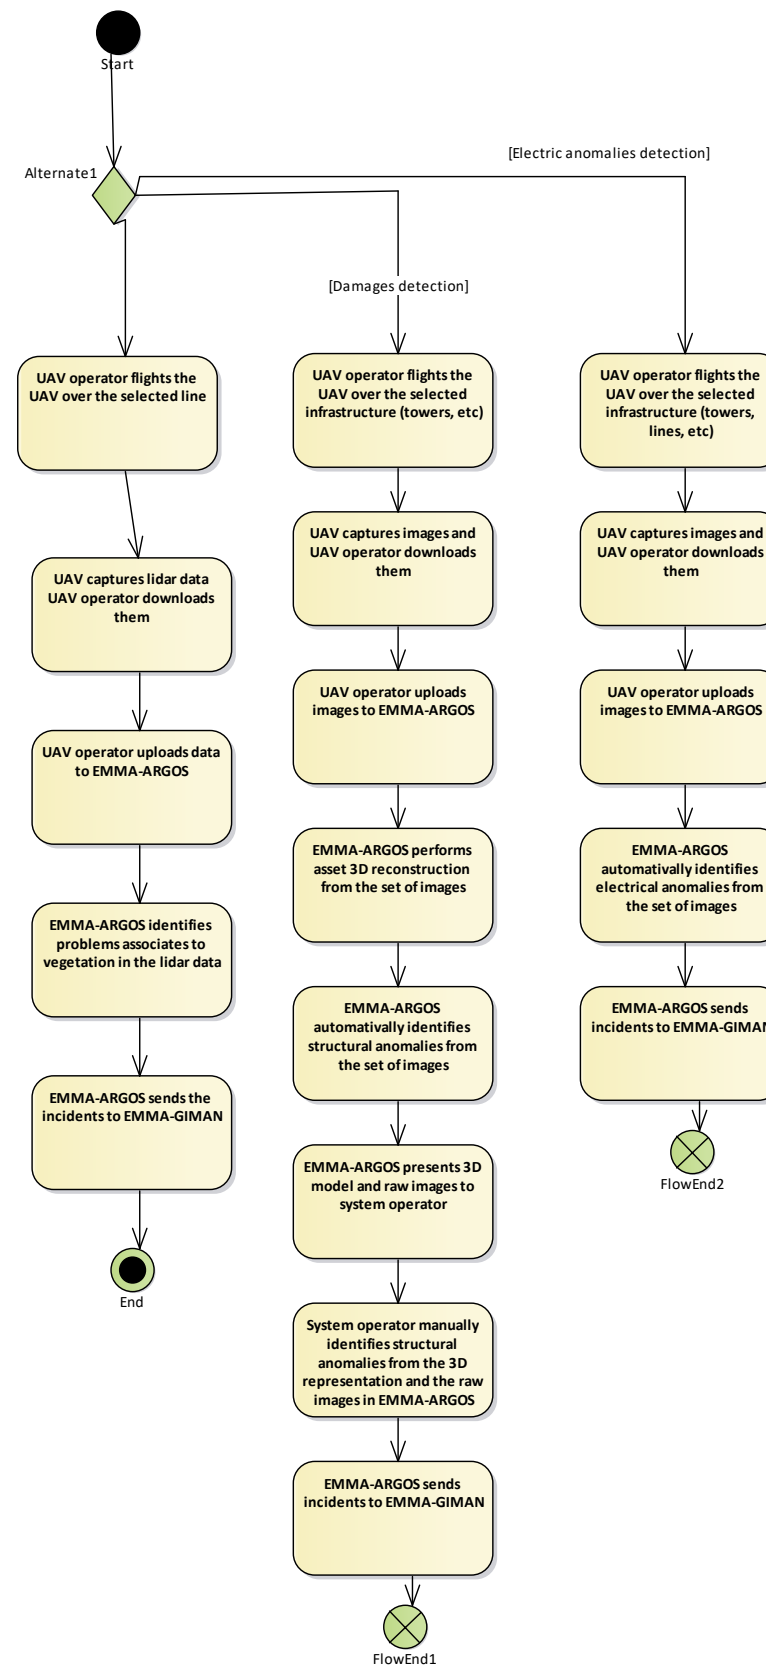 Start
Alternate1
[Electric anomalies detection]
[Damages detection]
UAV operator flights the
UAV over the selected line
UAV captures lidar data
UAV operator downloads
them
UAV operator uploads data
to EMMA-ARGOS
EMMA-ARGOS identifies
problems associates to
vegetation in the lidar data
EMMA-ARGOS sends the
incidents to EMMA-GIMAN
End
UAV operator flights the
UAV over the selected
infrastructure (towers, etc)
UAV captures images and
UAV operator downloads
them
UAV operator uploads
images to EMMA-ARGOS
EMMA-ARGOS performs
asset 3D reconstruction
from the set of images
EMMA-ARGOS
automativally identifies
structural anomalies from
the set of images
EMMA-ARGOS presents 3D
model and raw images to
system operator
System operator manually
identifies structural
anomalies from the 3D
representation and the raw
images in EMMA-ARGOS
EMMA-ARGOS sends
incidents to EMMA-GIMAN
FlowEnd1
UAV operator flights the
UAV over the selected
infrastructure (towers,
lines, etc)
UAV captures images and
UAV operator downloads
them
UAV operator uploads
images to EMMA-ARGOS
EMMA-ARGOS
automativally identifies
electrical anomalies from
the set of images
EMMA-ARGOS sends
incidents to EMMA-GIMAN
FlowEnd2